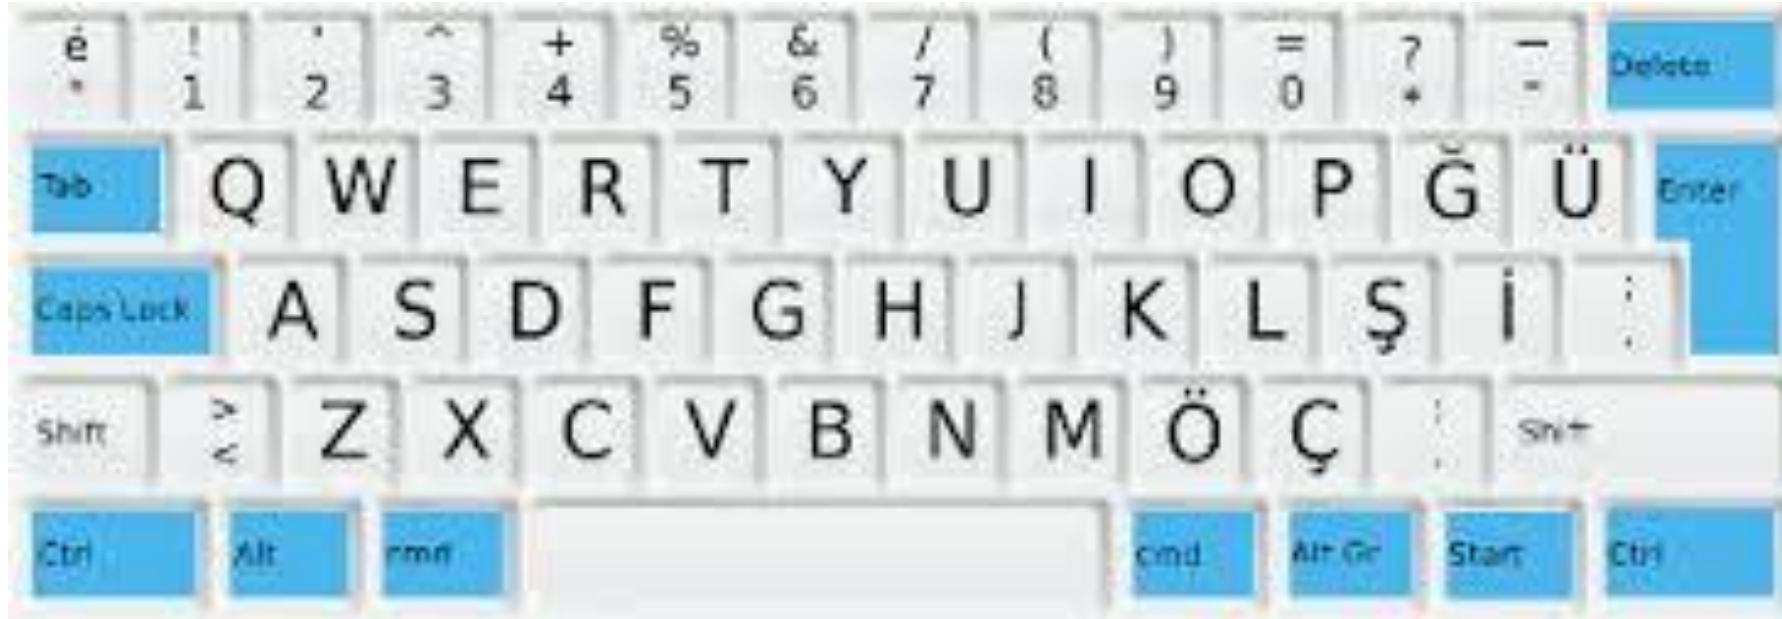 é ! ' ^ + % & / ( ) = ? _
" 1 2 3 4 5 6 7 8 9 0 * - Delete
Tab Q W E R T Y U I O P Ğ Ü Enter
Caps Lock A S D F G H J K L Ş İ
Shift > < Z X C V B N M Ö Ç : . Shift
Ctrl Alt cmd cmd Alt Gr Start Ctrl